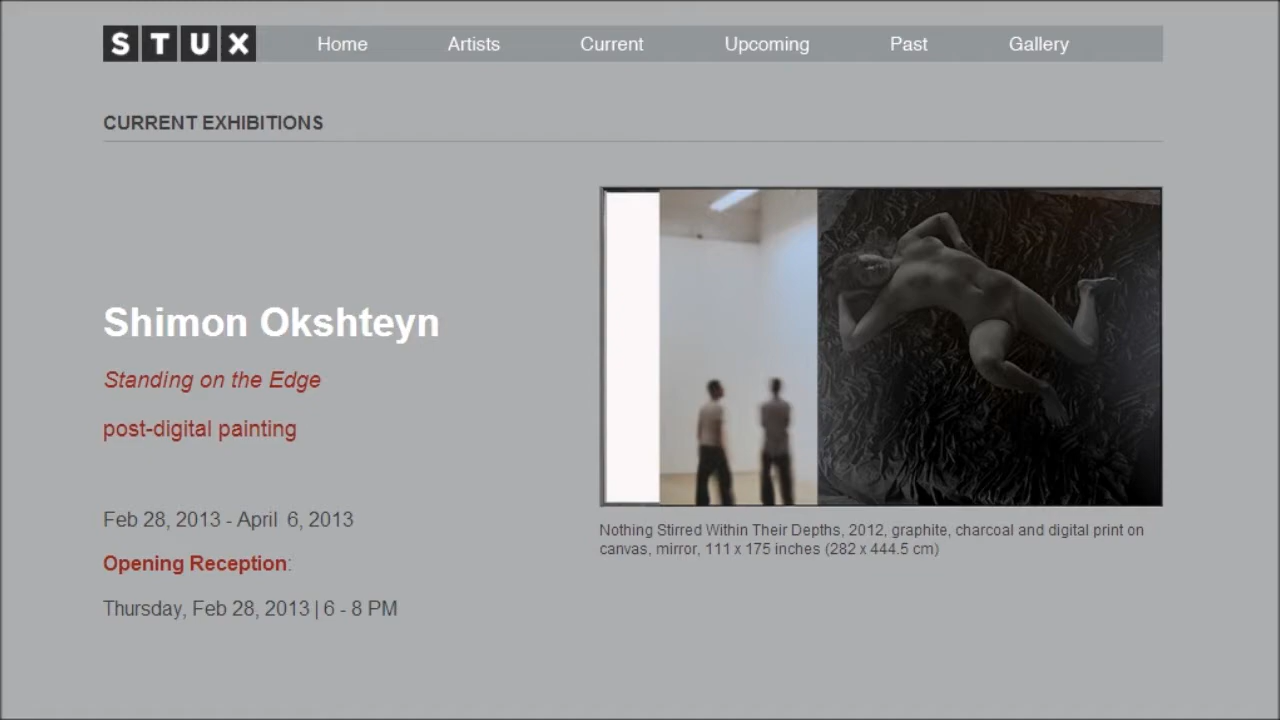 STUX Home Artists Current Upcoming Past Gallery
CURRENT EXHIBITIONS
Shimon Okshteyn
Standing on the Edge
post-digital painting
Feb 28, 2013 - April 6, 2013
Opening Reception:
Thursday, Feb 28, 2013 | 6 - 8 PM
Nothing Stirred Within Their Depths, 2012, graphite, charcoal and digital print on
canvas, mirror, 111 x 175 inches (282 x 444.5 cm)